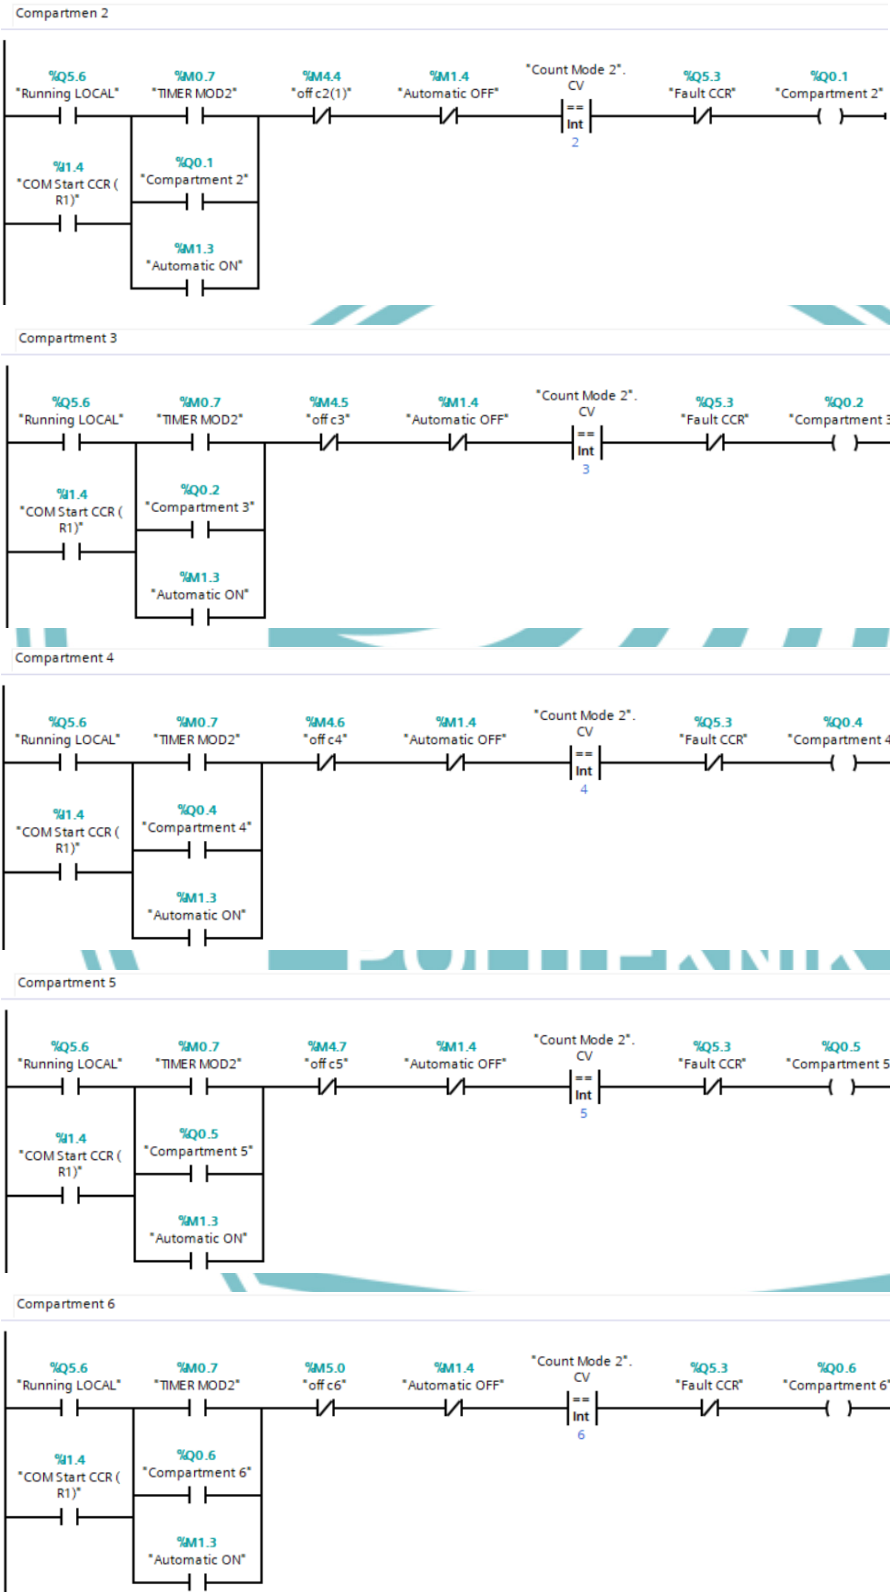 Compartmen 2
%Q5.6 %M0.7 %M4.4 %M1.4 "Count Mode 2". %Q5.3 %Q0.1
"Running LOCAL" "TIMER MOD2" "off c2(1)" "Automatic OFF" CV "Fault CCR" "Compartment 2"
==
Int
2
%I1.4 %Q0.1
"COM Start CCR ( "Compartment 2"
R1)"
%M1.3
"Automatic ON"
Compartment 3
%Q5.6 %M0.7 %M4.5 %M1.4 "Count Mode 2". %Q5.3 %Q0.2
"Running LOCAL" "TIMER MOD2" "off c3" "Automatic OFF" CV "Fault CCR" "Compartment 3
==
Int
3
%I1.4 %Q0.2
"COM Start CCR ( "Compartment 3"
R1)"
%M1.3
"Automatic ON"
Compartment 4
%Q5.6 %M0.7 %M4.6 %M1.4 "Count Mode 2". %Q5.3 %Q0.4
"Running LOCAL" "TIMER MOD2" "off c4" "Automatic OFF" CV "Fault CCR" "Compartment 4
==
Int
4
%I1.4 %Q0.4
"COM Start CCR ( "Compartment 4"
R1)"
%M1.3
"Automatic ON"
POLITEKNIK
Compartment 5
%Q5.6 %M0.7 %M4.7 %M1.4 "Count Mode 2". %Q5.3 %Q0.5
"Running LOCAL" "TIMER MOD2" "off c5" "Automatic OFF" CV "Fault CCR" "Compartment 5
==
Int
5
%I1.4 %Q0.5
"COM Start CCR ( "Compartment 5"
R1)"
%M1.3
"Automatic ON"
Compartment 6
%Q5.6 %M0.7 %M5.0 %M1.4 "Count Mode 2". %Q5.3 %Q0.6
"Running LOCAL" "TIMER MOD2" "off c6" "Automatic OFF" CV "Fault CCR" "Compartment 6"
==
Int
6
%I1.4 %Q0.6
"COM Start CCR ( "Compartment 6"
R1)"
%M1.3
"Automatic ON"